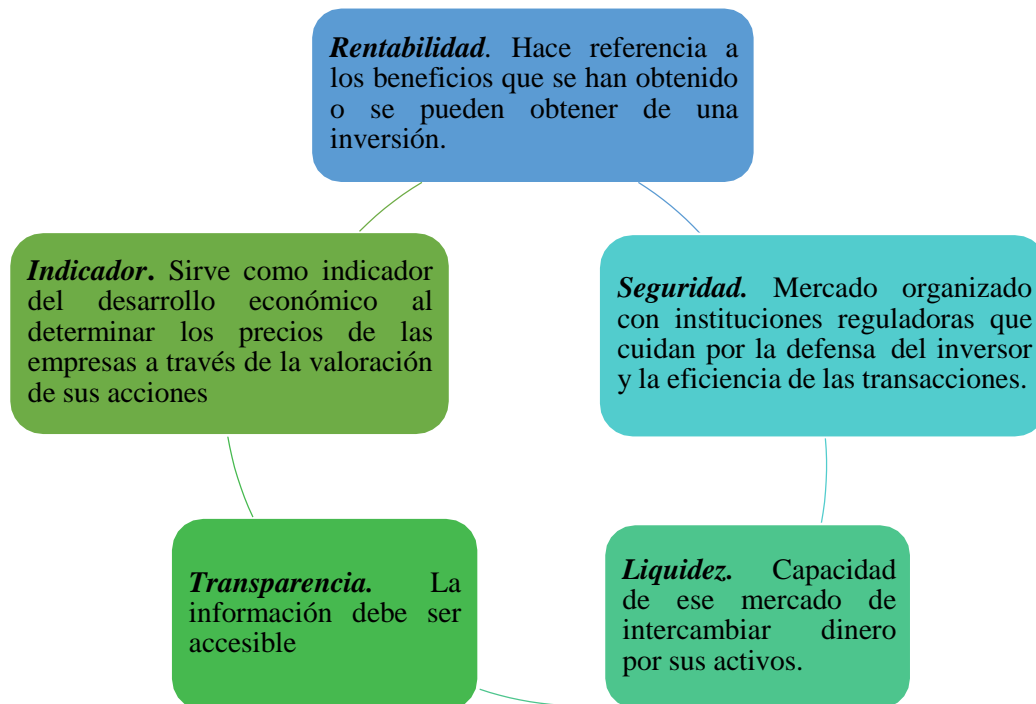 Rentabilidad. Hace referencia a
los beneficios que se han obtenido
o se pueden obtener de una
inversión.
Indicador. Sirve como indicador
del desarrollo económico al
determinar los precios de las
empresas a través de la valoración
de sus acciones
Seguridad. Mercado organizado
con instituciones reguladoras que
cuidan por la defensa del inversor
y la eficiencia de las transacciones.
Transparencia. La
información debe ser
accesible
Liquidez. Capacidad
de ese mercado de
intercambiar dinero
por sus activos.